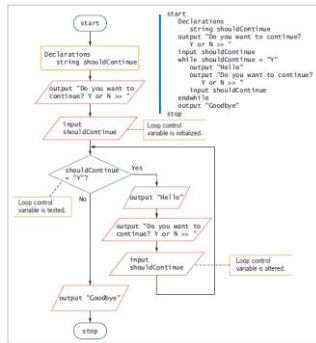 start
Declarations
string shouldContinue
output "Do you want to
continue? Y or N >> "
input
shouldContinue
Loop control
variable is initialized.
shouldContinue
= "Y"?
Yes
No
Loop control
variable is tested.
output "Hello"
output "Do you want to
continue? Y or N >> "
input
shouldContinue
Loop control
variable is altered.
output "Goodbye"
stop
start
Declarations
string shouldContinue
output "Do you want to continue?
Y or N >> "
input shouldContinue
while shouldContinue = "Y"
output "Hello"
output "Do you want to continue?
Y or N >> "
input shouldContinue
endwhile
output "Goodbye"
stop